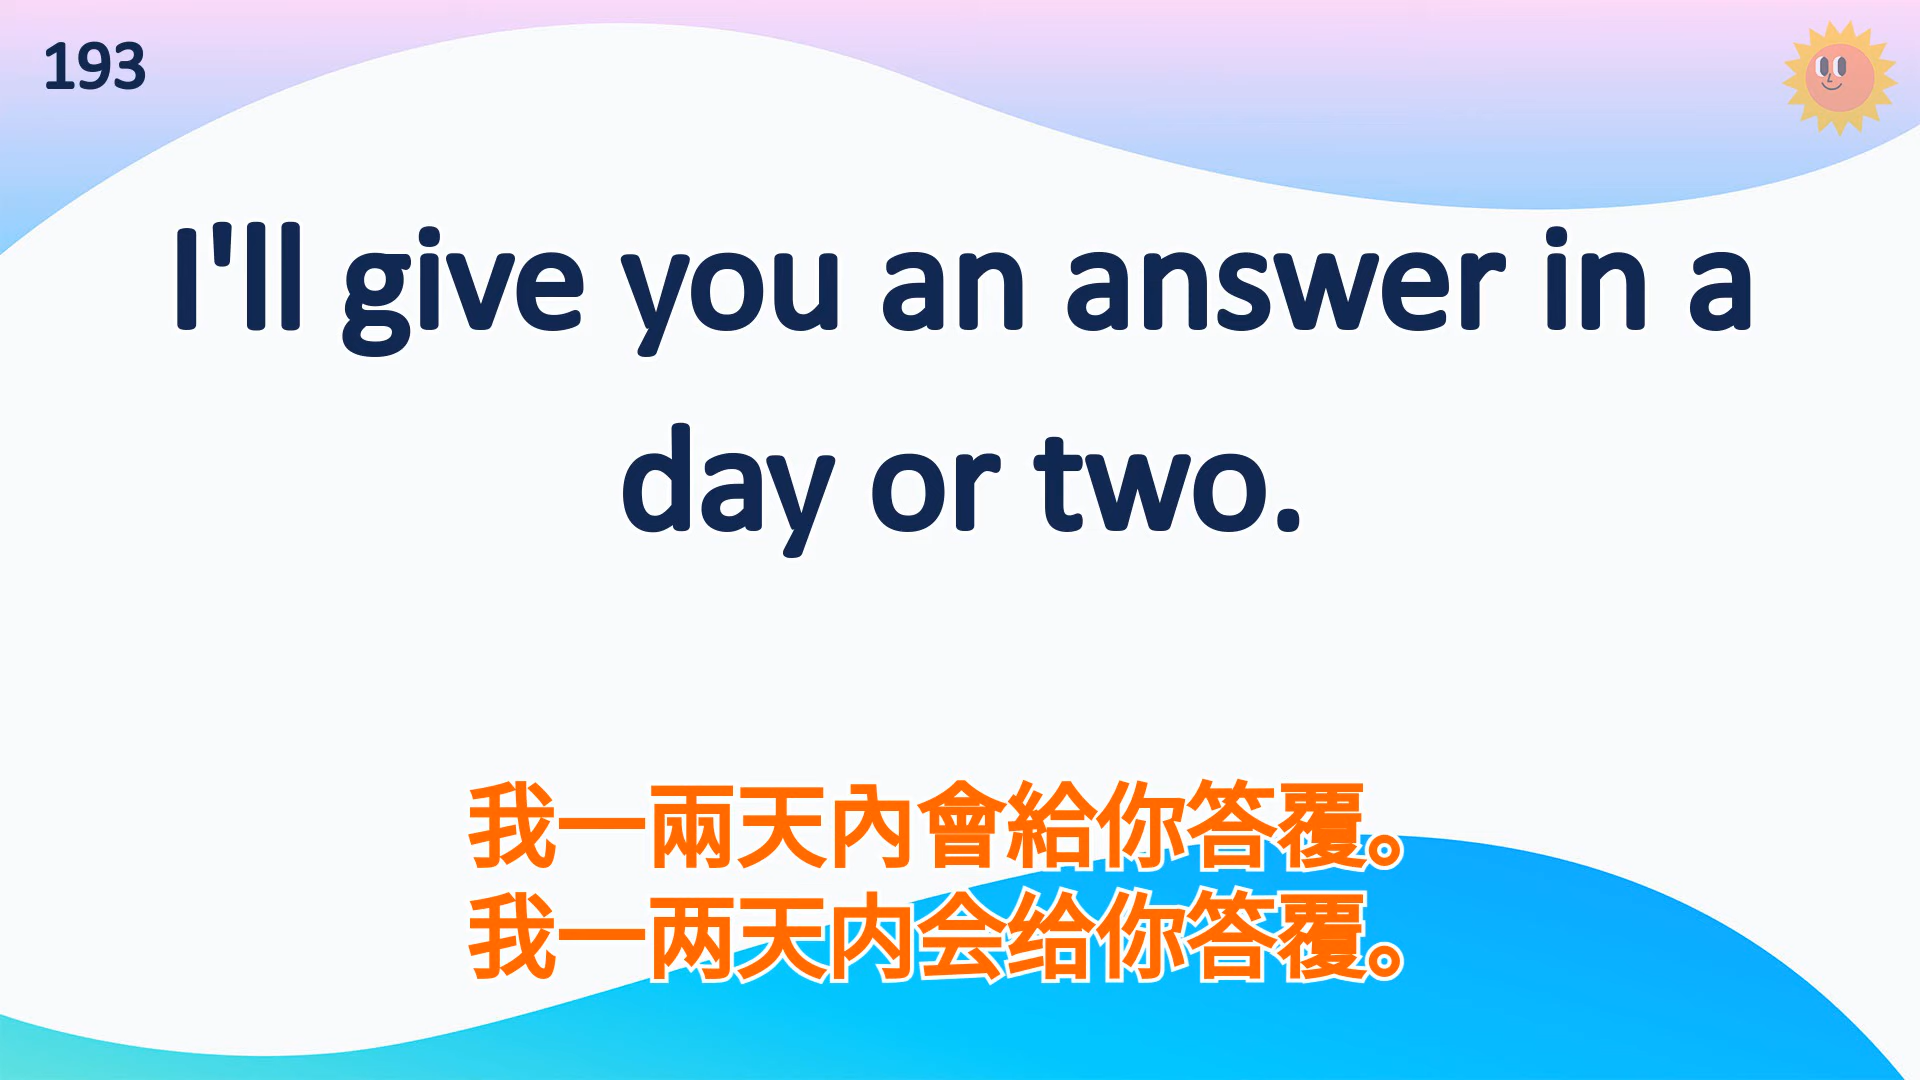 193
I'll give you an answer in a
day or two.
我一兩天內會給你答覆。
我一两天内会给你答覆。